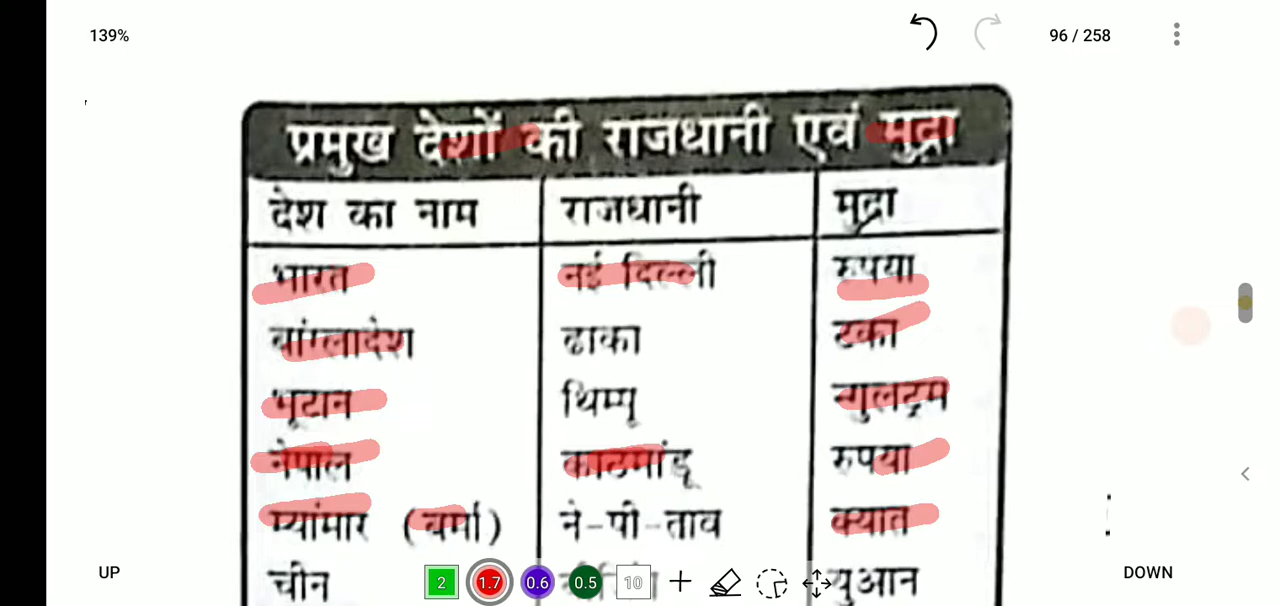 139%
96 / 258
प्रमुख देशों की राजधानी एवं मुद्रा
देश का नाम राजधानी मुद्रा
भारत नई दिल्ली रुपया
बांग्लादेश ढाका टका
भूटान थिम्पू न्गुलट्रम
नेपाल काठमांडू रुपया
म्यांमार (बर्मा) ने-पी-ताव क्यात
चीन युआन
UP
2 1.7 0.6 0.5 10
DOWN